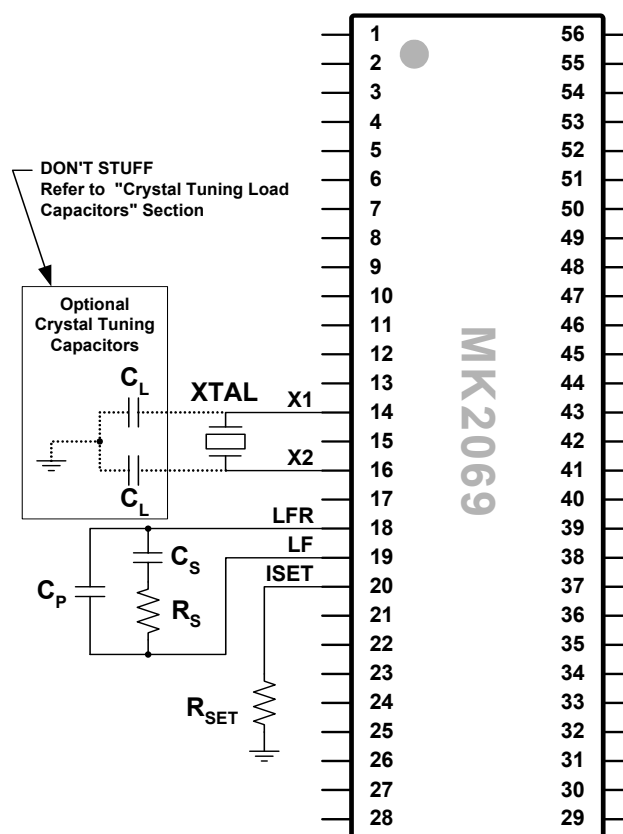 1 56
2 55
3 54
4 53
5 52
6 51
7 50
8 49
9 48
10 47
11 46
12 45
13 44
14 43
15 42
16 41
17 40
18 39
19 38
20 37
21 36
22 35
23 34
24 33
25 32
26 31
27 30
28 29
MK2069
DON'T STUFF
Refer to "Crystal Tuning Load
Capacitors" Section
Optional
Crystal Tuning
Capacitors
CL
CL
XTAL
X1
X2
LFR
LF
ISET
CS
CP
RS
RSET